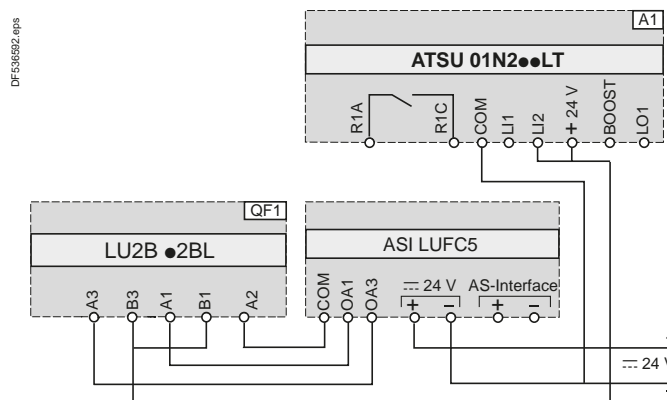 DF536592.eps
A1
ATSU 01N2●●LT
R1A R1C COM LI1 LI2 + 24 V BOOST LO1
QF1
LU2B ●2BL
A3 B3 A1 B1 A2
ASI LUFC5
COM OA1 OA3 24 V AS-Interface
+ – + –
24 V